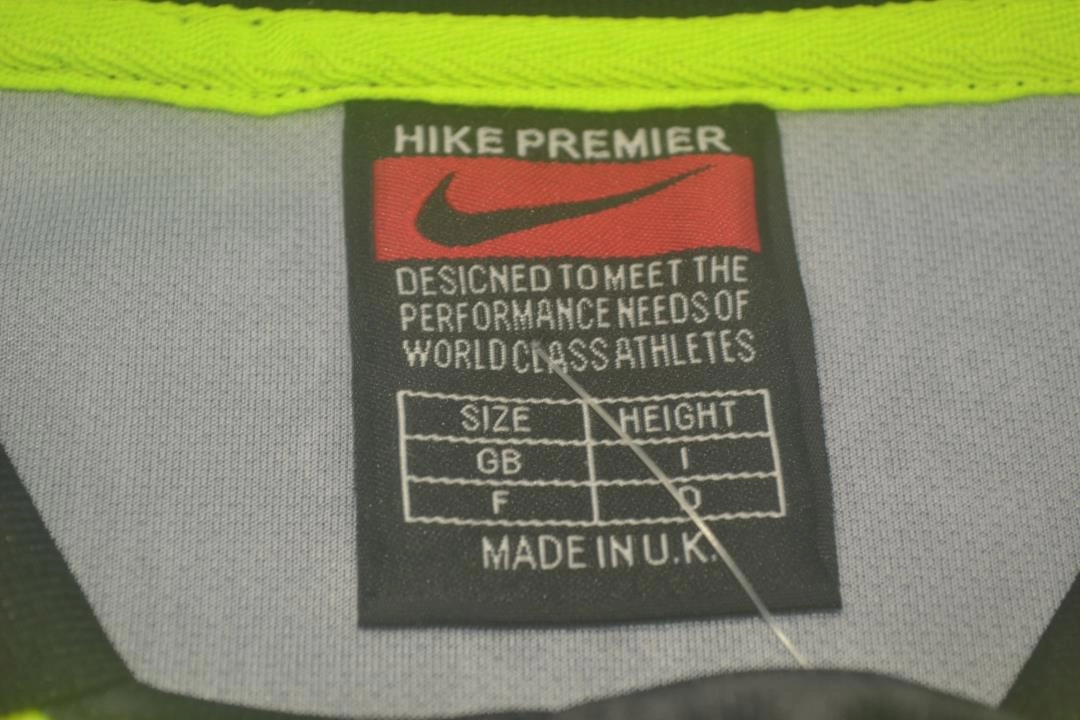 HIKE PREMIER
DESICNED TO MEET THE
PERFORMANCE NEEDS OF
WORLD CLASS ATHLETES
SIZE HEIGHT
GB I
F D
MADE IN U.K.